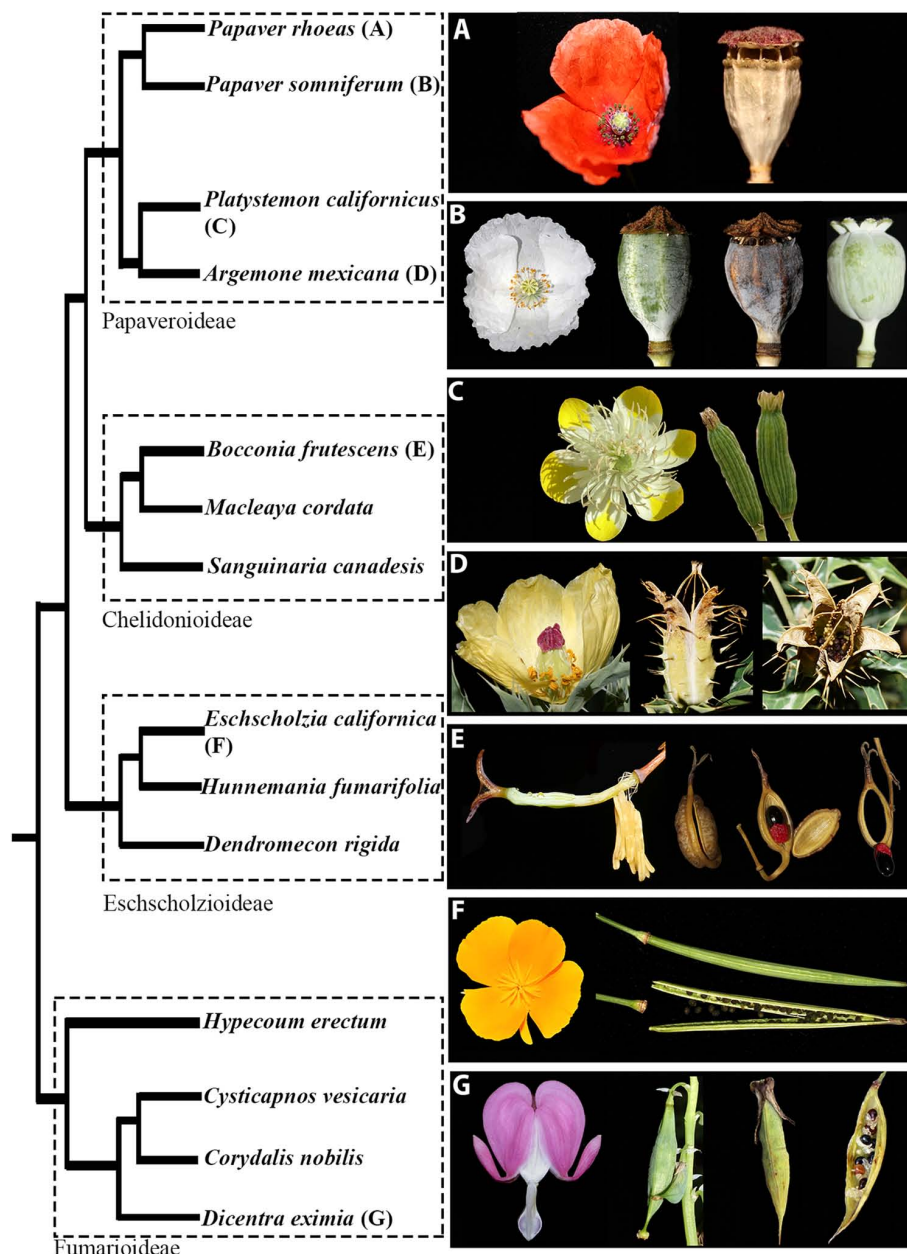 Papaver rhoeas (A)
Papaver somniferum (B)
Platystemon californicus
(C)
Argemone mexicana (D)
Papaveroideae
Bocconia frutescens (E)
Macleaya cordata
Sanguinaria canadesis
Chelidonioideae
Eschscholzia californica
(F)
Hunnemania fumarifolia
Dendromecon rigida
Eschscholzioideae
Hypecoum erectum
Cysticapnos vesicaria
Corydalis nobilis
Dicentra eximia (G)
Fumarioideae
A
B
C
D
E
F
G